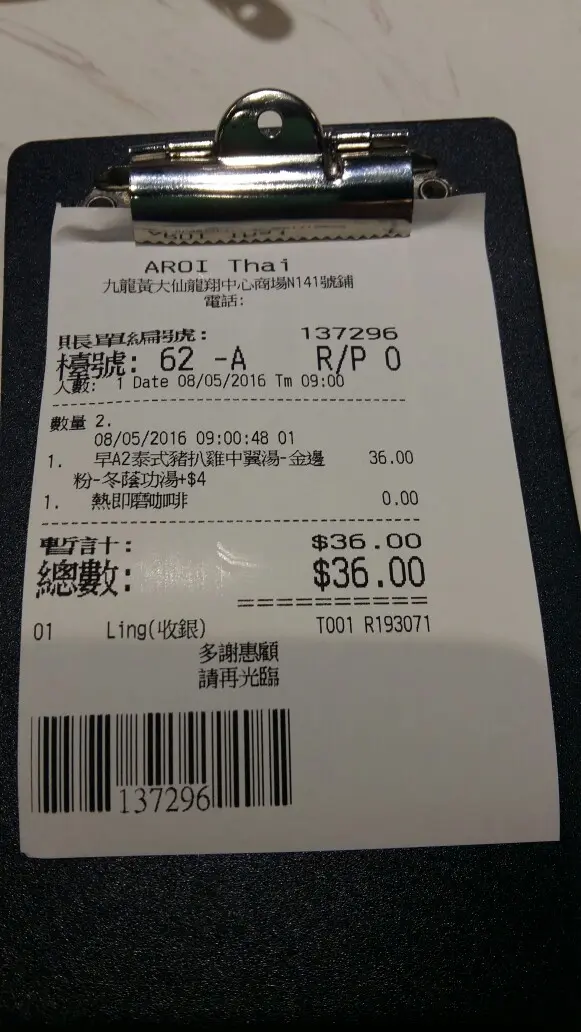 AROI Thai
九龍黃大仙龍翔中心商場N141號鋪
電話:
賬單編號: 137296
檯號: 62 -A R/P 0
人數: 1 Date 08/05/2016 Tm 09:00
數量 2.
08/05/2016 09:00:48 01
1. 早A2泰式豬扒雞中翼湯-金邊 36.00
粉-冬蔭功湯+$4
1. 熱即磨咖啡 0.00
暫計: $36.00
總數: $36.00
01 Ling(收銀) T001 R193071
多謝惠顧
請再光臨
137296